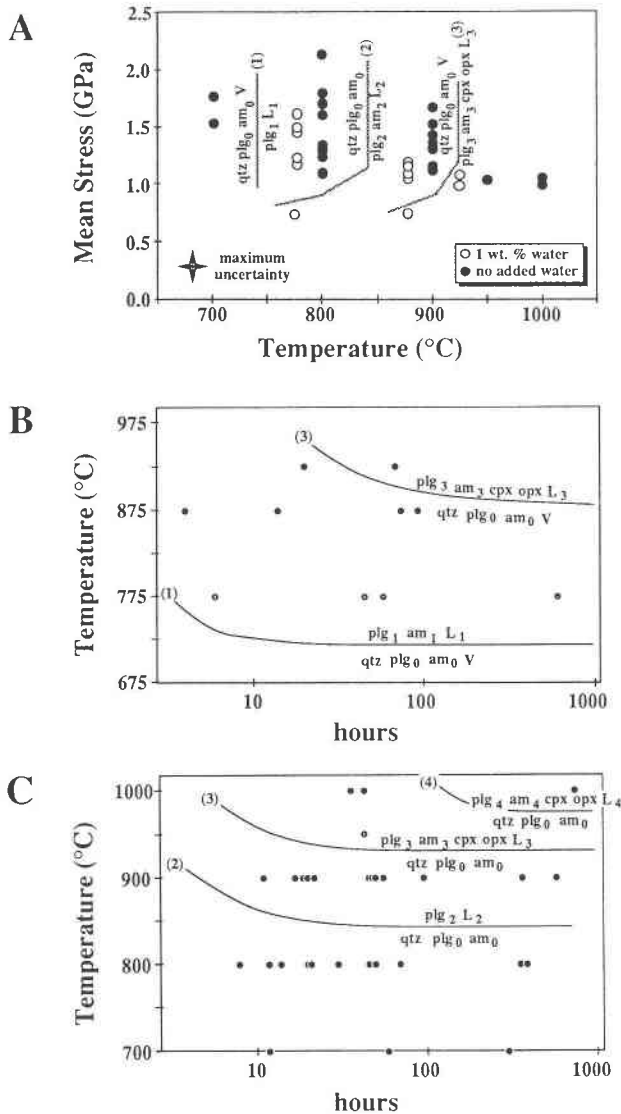 A
Mean Stress (GPa)
2.5
2.0
1.5
1.0
0.5
0.0
qtz plg0 am0 V
plg1 L1
(1)
qtz plg0 am0
plg2 am2 L2
(2)
qtz plg0 am0 V
plg3 am3 cpx opx L3
(3)
maximum
uncertainty
1 wt. % water
no added water
700 800 900 1000
Temperature (°C)
B
Temperature (°C)
975
875
775
675
(3)
plg3 am3 cpx opx L3
qtz plg0 am0 V
(1)
plg1 am1 L1
qtz plg0 am0 V
10 100 1000
hours
C
Temperature (°C)
1000
900
800
700
(4)
plg4 am4 cpx opx L4
qtz plg0 am0
(3)
plg3 am3 cpx opx L3
qtz plg0 am0
(2)
plg2 L2
qtz plg0 am0
10 100 1000
hours